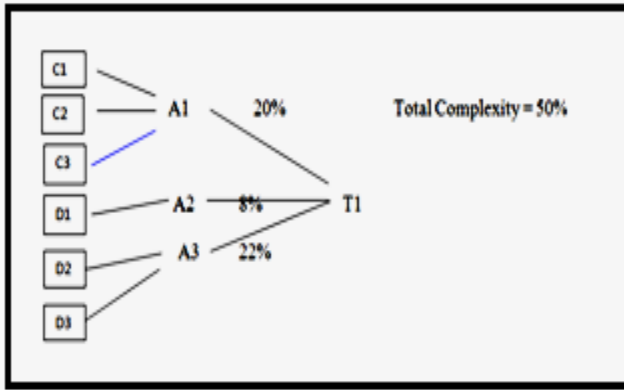 C1
C2 A1 20% Total Complexity = 50%
C3
D1 A2 8% T1
D2 A3 22%
D3